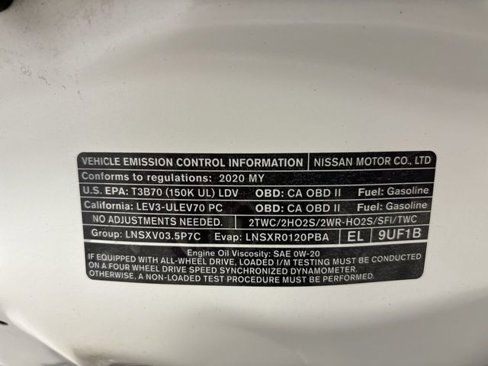 VEHICLE EMISSION CONTROL INFORMATION NISSAN MOTOR CO., LTD
Conforms to regulations: 2020 MY
U.S. EPA: T3B70 (150K UL) LDV OBD: CA OBD II Fuel: Gasoline
California: LEV3-ULEV70 PC OBD: CA OBD II Fuel: Gasoline
NO ADJUSTMENTS NEEDED. 2TWC/2HO2S/2WR-HO2S/SFI/TWC
Group: LNSXV03.5P7C Evap: LNSXR0120PBA EL 9UF1B
Engine Oil Viscosity: SAE 0W-20
IF EQUIPPED WITH ALL-WHEEL DRIVE, LOADED I/M TESTING MUST BE CONDUCTED
ON A FOUR WHEEL DRIVE SPEED SYNCHRONIZED DYNAMOMETER.
OTHERWISE, A NON-LOADED TEST PROCEDURE MUST BE PERFORMED.